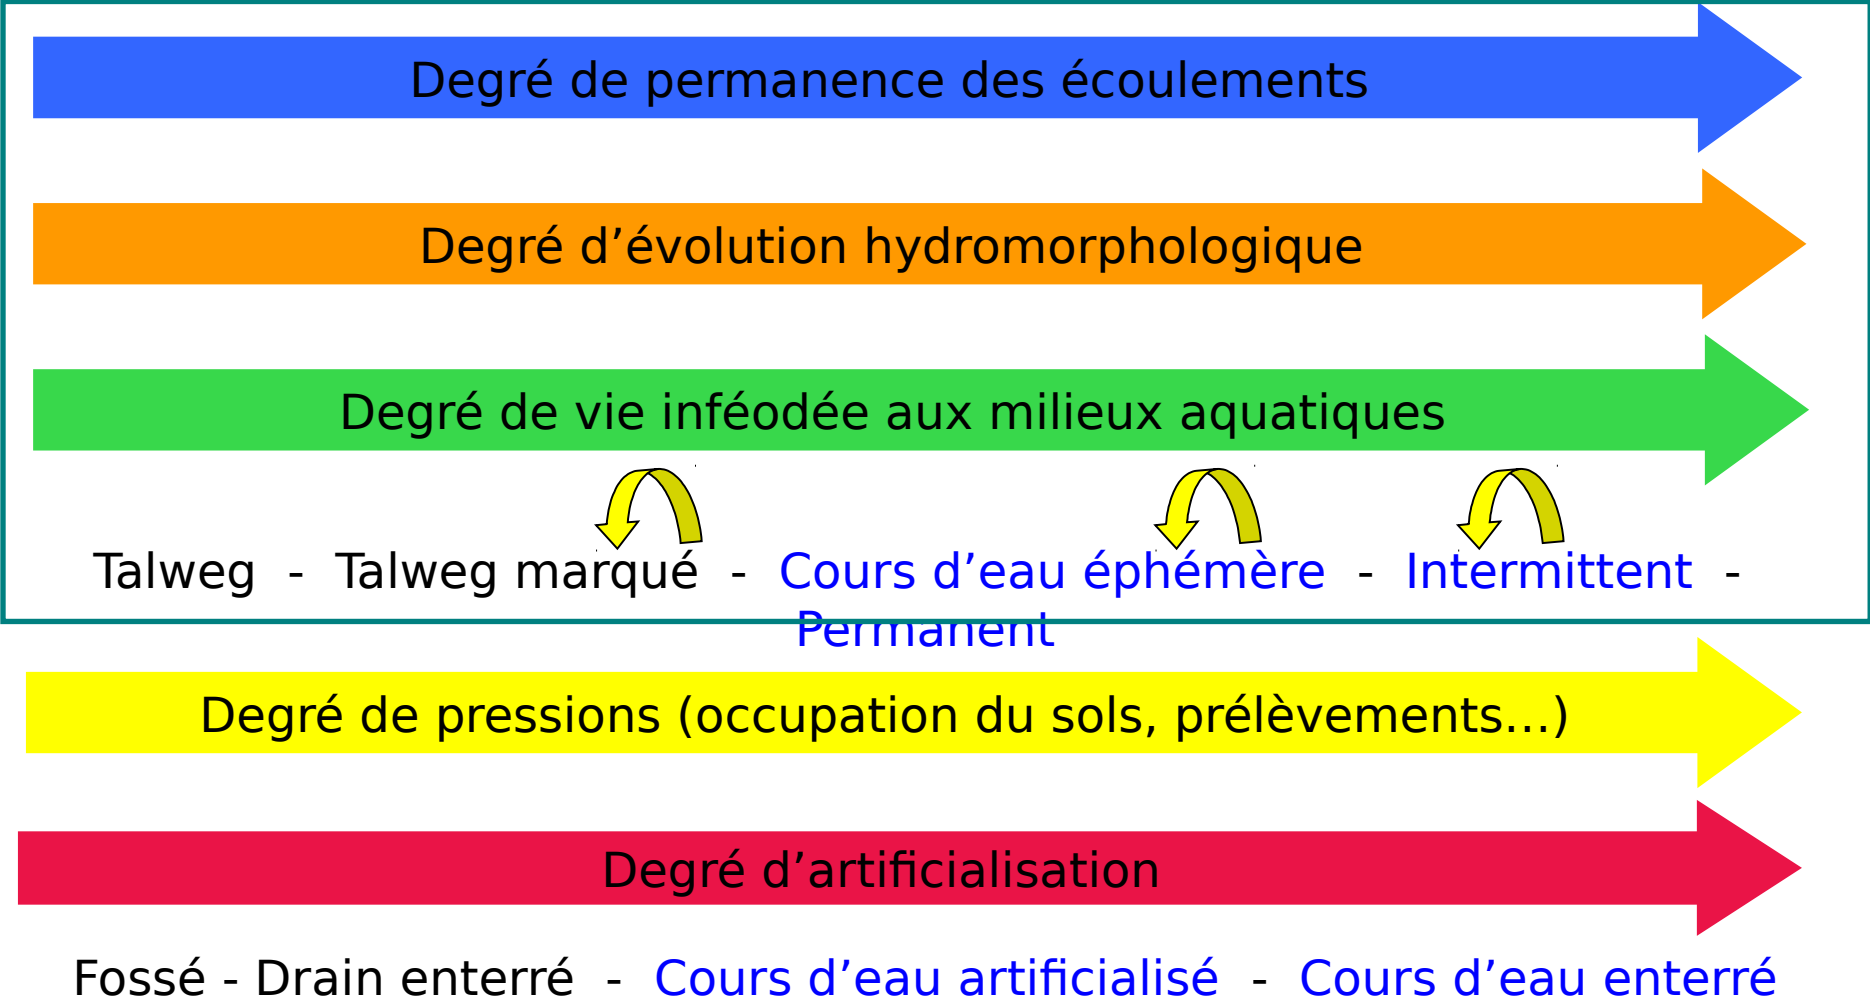 Degré de permanence des écoulements
Degré d’évolution hydromorphologique
Degré de vie inféodée aux milieux aquatiques
Talweg - Talweg marqué - Cours d’eau éphémère - Intermittent -
Permanent
Degré de pressions (occupation du sols, prélèvements...)
Degré d’artificialisation
Fossé - Drain enterré - Cours d’eau artificialisé - Cours d’eau enterré